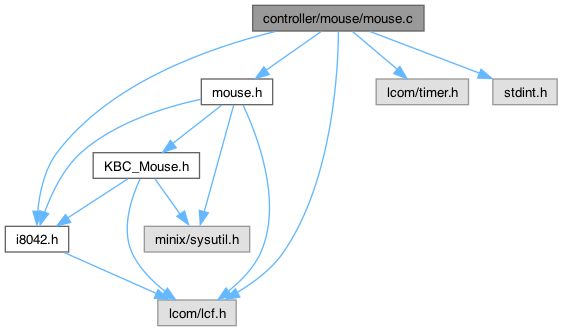 controller/mouse/mouse.c
mouse.h
lcom/timer.h
stdint.h
KBC_Mouse.h
i8042.h
minix/sysutil.h
lcom/lcf.h